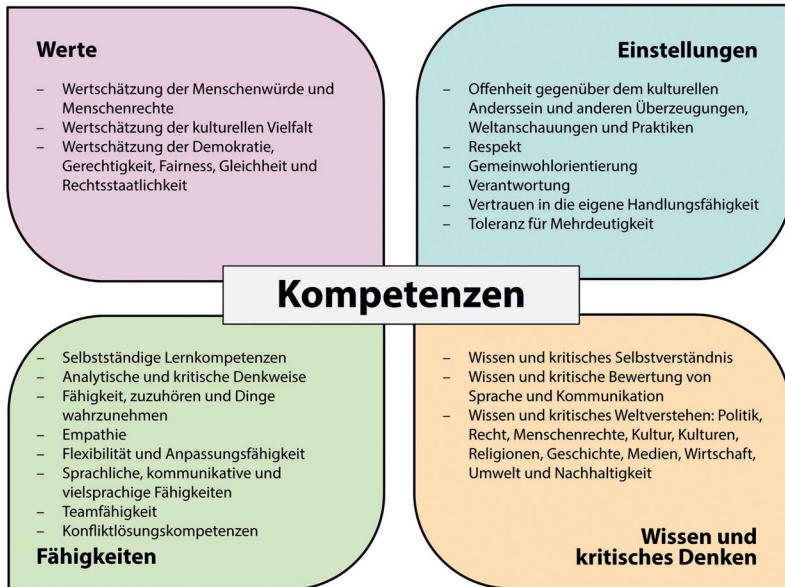 Werte
– Wertschätzung der Menschenwürde und
Menschenrechte
– Wertschätzung der kulturellen Vielfalt
– Wertschätzung der Demokratie,
Gerechtigkeit, Fairness, Gleichheit und
Rechtsstaatlichkeit
Einstellungen
– Offenheit gegenüber dem kulturellen
Anderssein und anderen Überzeugungen,
Weltanschauungen und Praktiken
– Respekt
– Gemeinwohlorientierung
– Verantwortung
– Vertrauen in die eigene Handlungsfähigkeit
– Toleranz für Mehrdeutigkeit
Kompetenzen
– Selbstständige Lernkompetenzen
– Analytische und kritische Denkweise
– Fähigkeit, zuzuhören und Dinge
wahrzunehmen
– Empathie
– Flexibilität und Anpassungsfähigkeit
– Sprachliche, kommunikative und
vielsprachige Fähigkeiten
– Teamfähigkeit
– Konfliktlösungskompetenzen
Fähigkeiten
– Wissen und kritisches Selbstverständnis
– Wissen und kritische Bewertung von
Sprache und Kommunikation
– Wissen und kritisches Weltverstehen: Politik,
Recht, Menschenrechte, Kultur, Kulturen,
Religionen, Geschichte, Medien, Wirtschaft,
Umwelt und Nachhaltigkeit
Wissen und
kritisches Denken